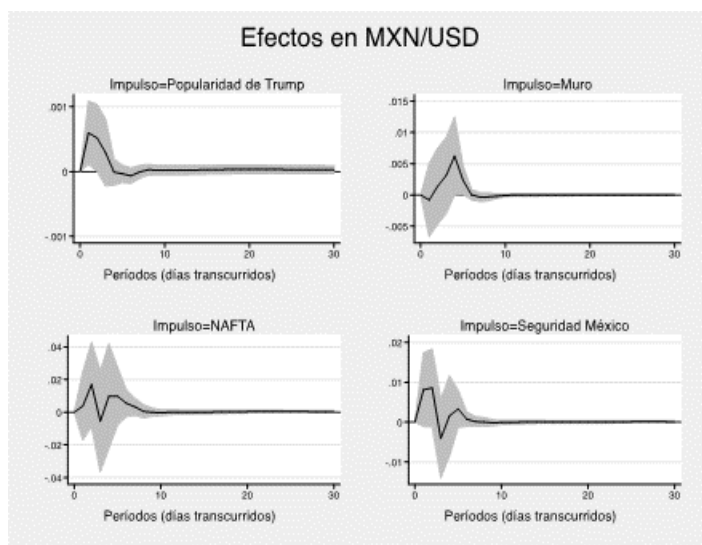 Efectos en MXN/USD
Impulso=Popularidad de Trump
.001
0
-.001
0 10 20 30
Períodos (días transcurridos)
Impulso=Muro
.015
.01
.005
0
-.005
0 10 20 30
Períodos (días transcurridos)
Impulso=NAFTA
.04
.02
0
-.02
-.04
0 10 20 30
Períodos (días transcurridos)
Impulso=Seguridad México
.02
.01
0
-.01
0 10 20 30
Períodos (días transcurridos)